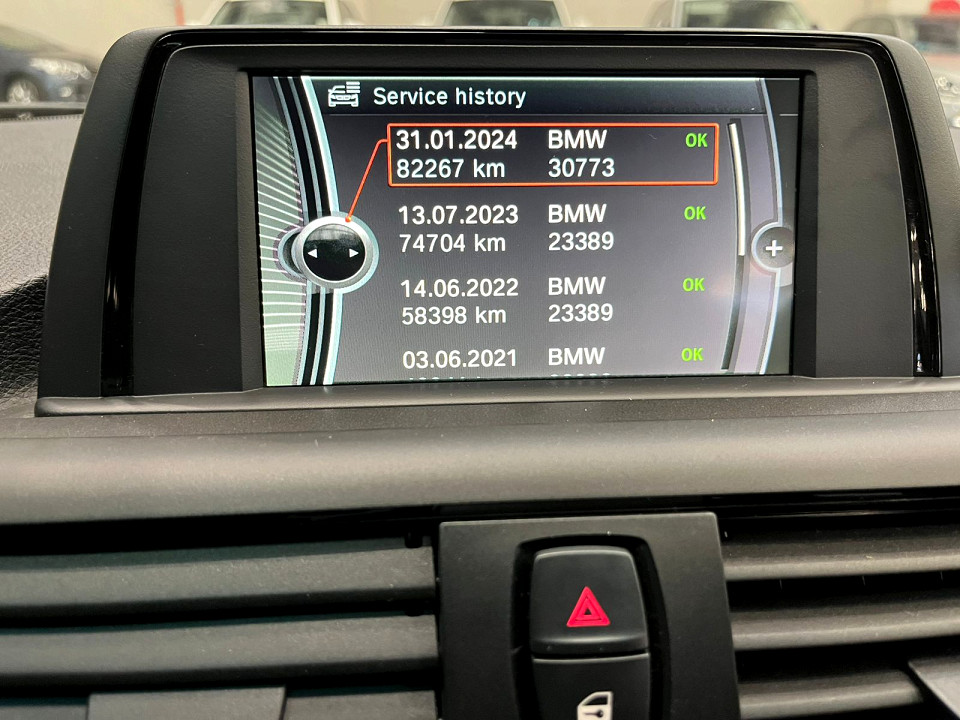 Service history
31.01.2024 BMW OK
82267 km 30773
13.07.2023 BMW OK
74704 km 23389
14.06.2022 BMW OK
58398 km 23389
03.06.2021 BMW OK